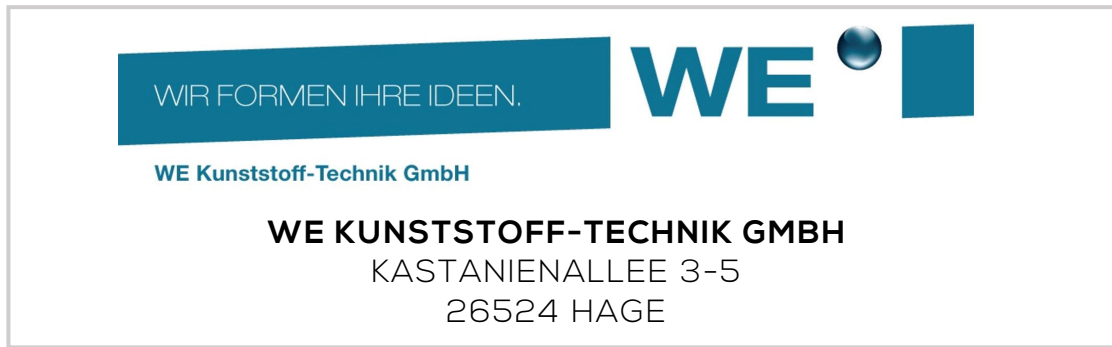 WIR FORMEN IHRE IDEEN.
WE
WE Kunststoff-Technik GmbH
WE KUNSTSTOFF-TECHNIK GMBH
KASTANIENALLEE 3-5
26524 HAGE